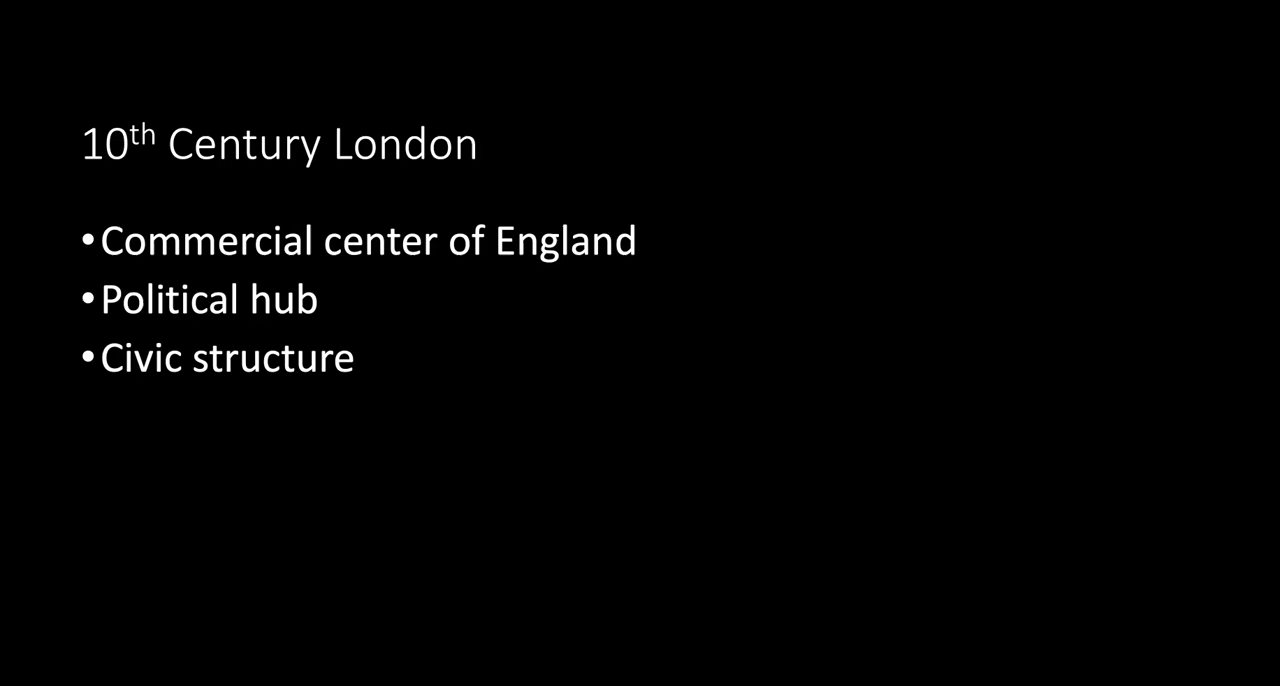 10th Century London
•Commercial center of England
•Political hub
•Civic structure